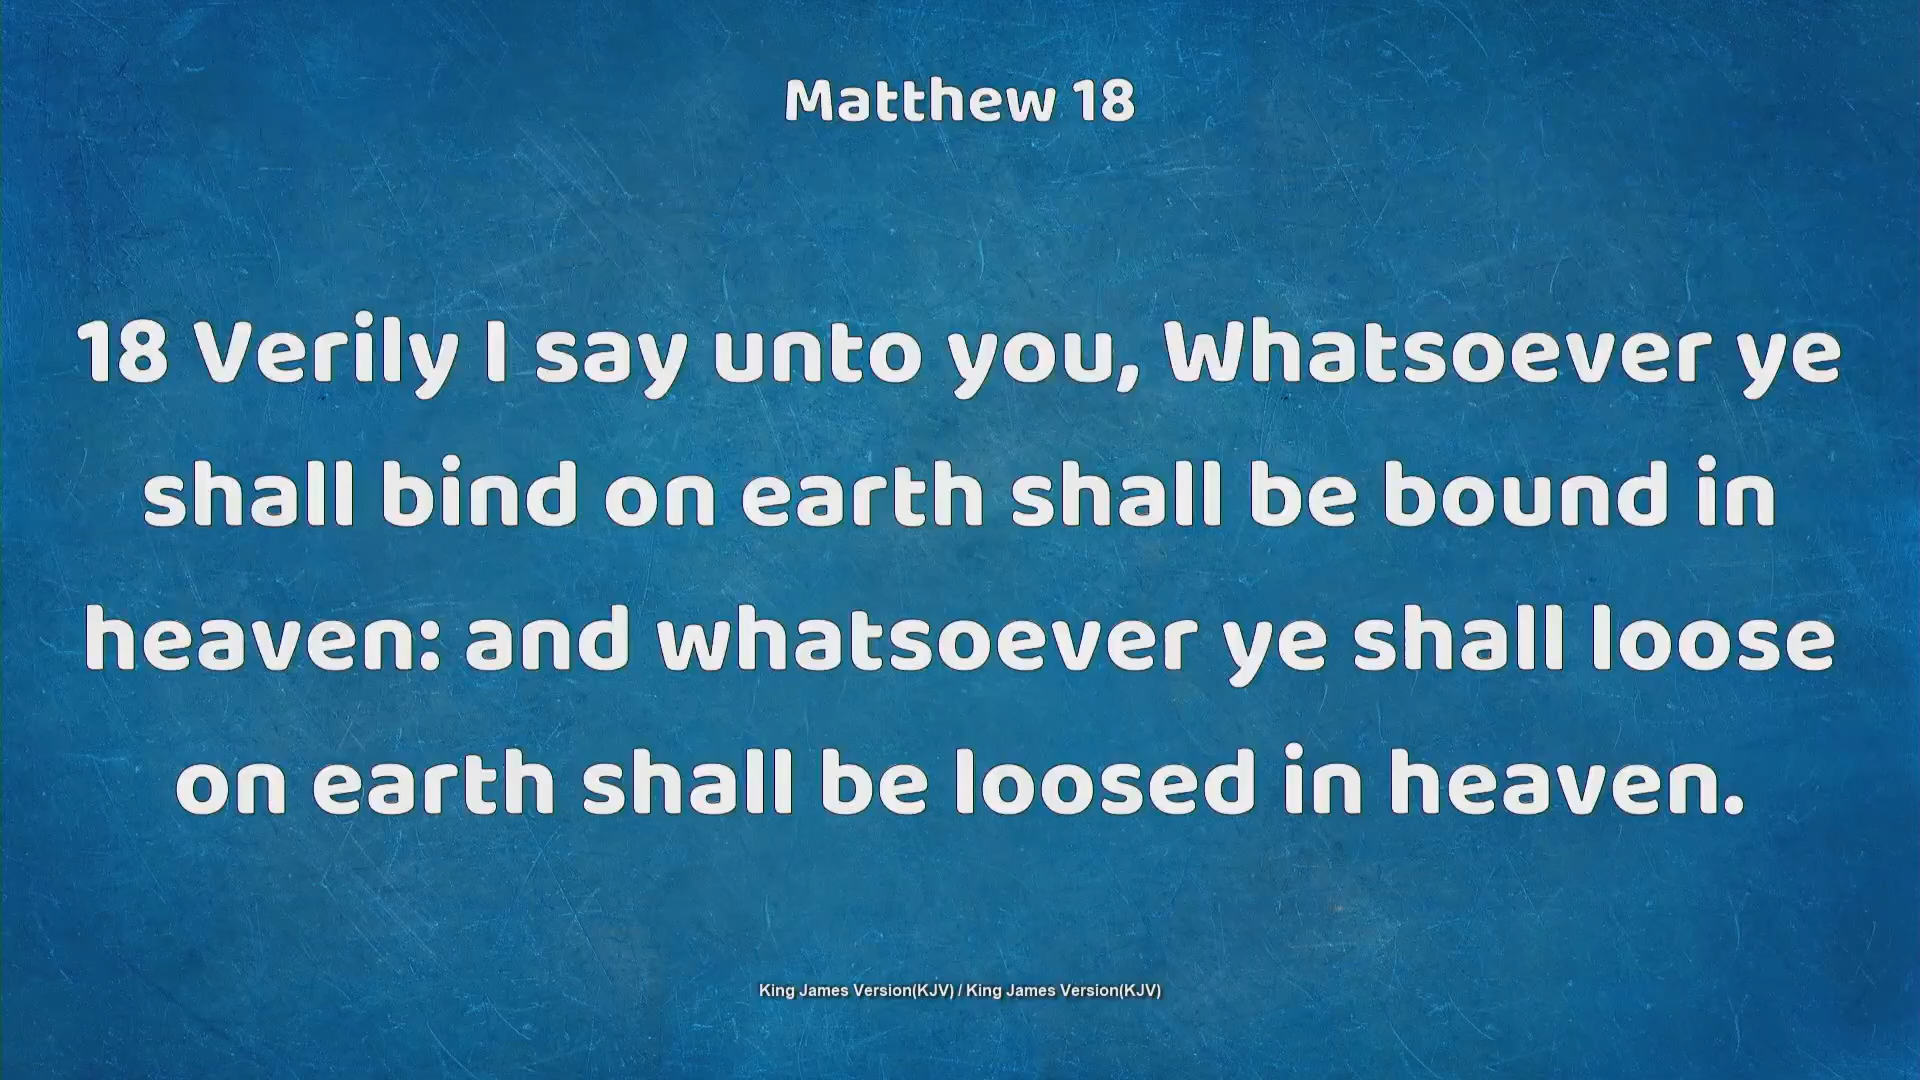 Matthew 18
18 Verily I say unto you, Whatsoever ye
shall bind on earth shall be bound in
heaven: and whatsoever ye shall loose
on earth shall be loosed in heaven.
King James Version(KJV) / King James Version(KJV)